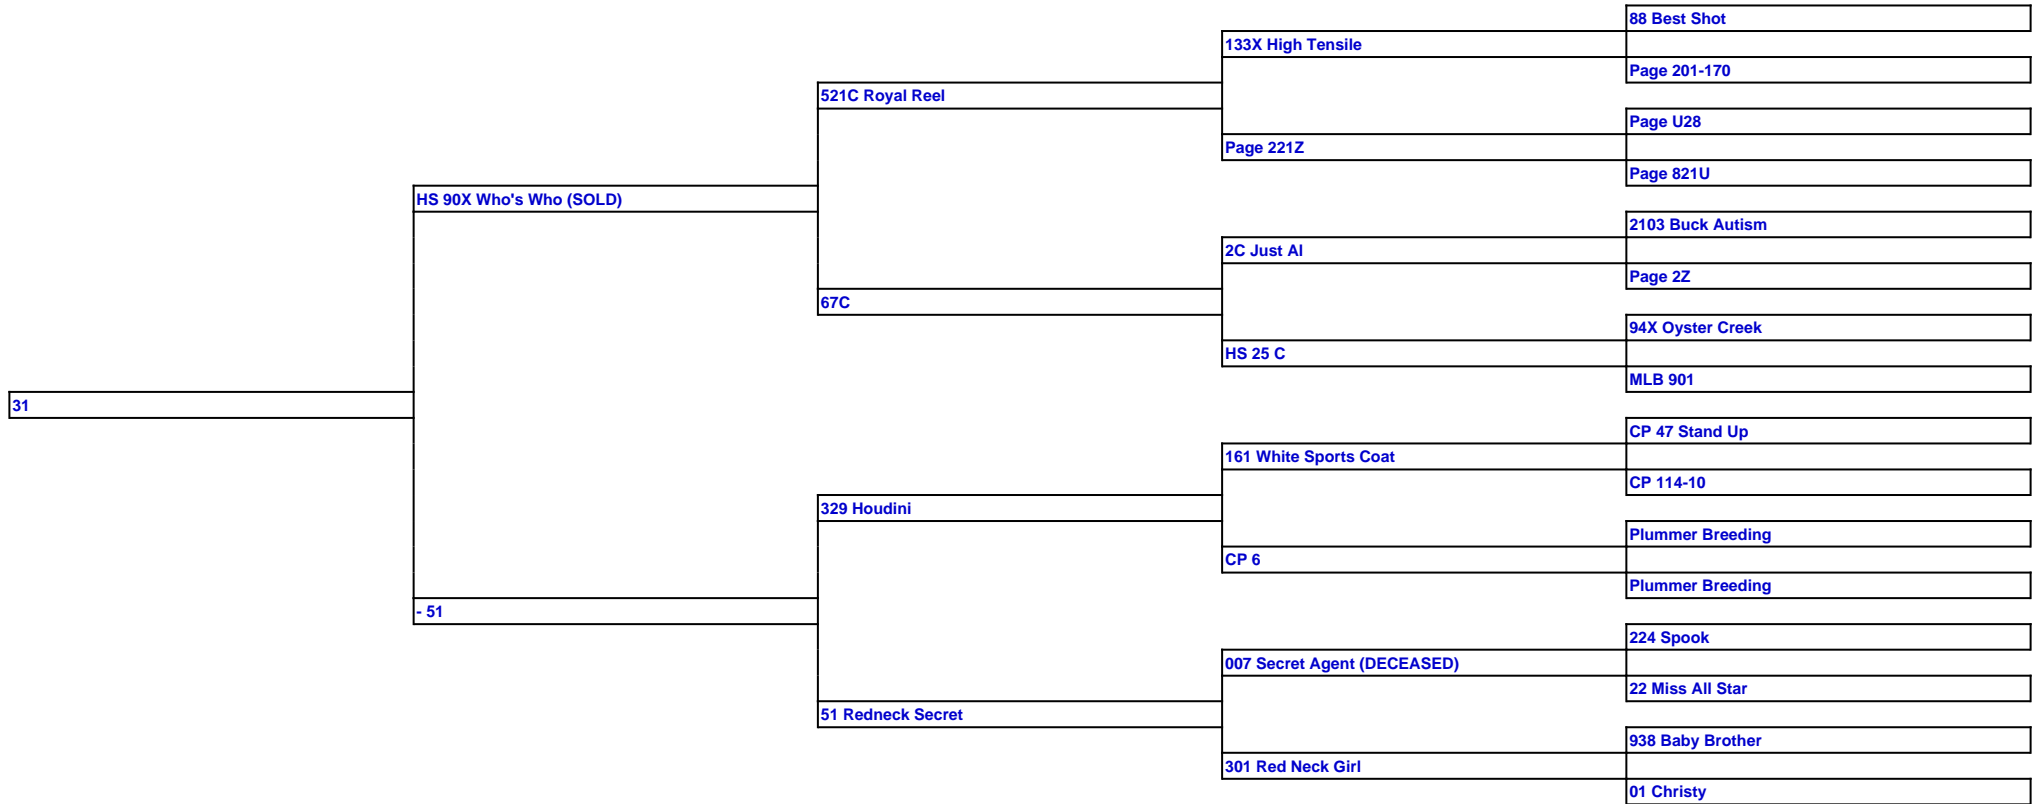 88 Best Shot
133X High Tensile
Page 201-170
521C Royal Reel
Page U28
Page 221Z
Page 821U
HS 90X Who's Who (SOLD)
2103 Buck Autism
2C Just AI
Page 2Z
67C
94X Oyster Creek
HS 25 C
MLB 901
31
CP 47 Stand Up
161 White Sports Coat
CP 114-10
329 Houdini
Plummer Breeding
CP 6
Plummer Breeding
- 51
224 Spook
007 Secret Agent (DECEASED)
22 Miss All Star
51 Redneck Secret
938 Baby Brother
301 Red Neck Girl
01 Christy